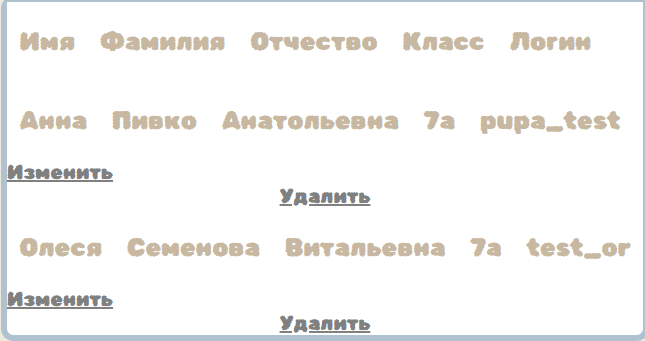 Имя Фамилия Отчество Класс Логин
Анна Пивко Анатольевна 7а pupa_test
Изменить
Удалить
Олеся Семенова Витальевна 7а test_or
Изменить
Удалить